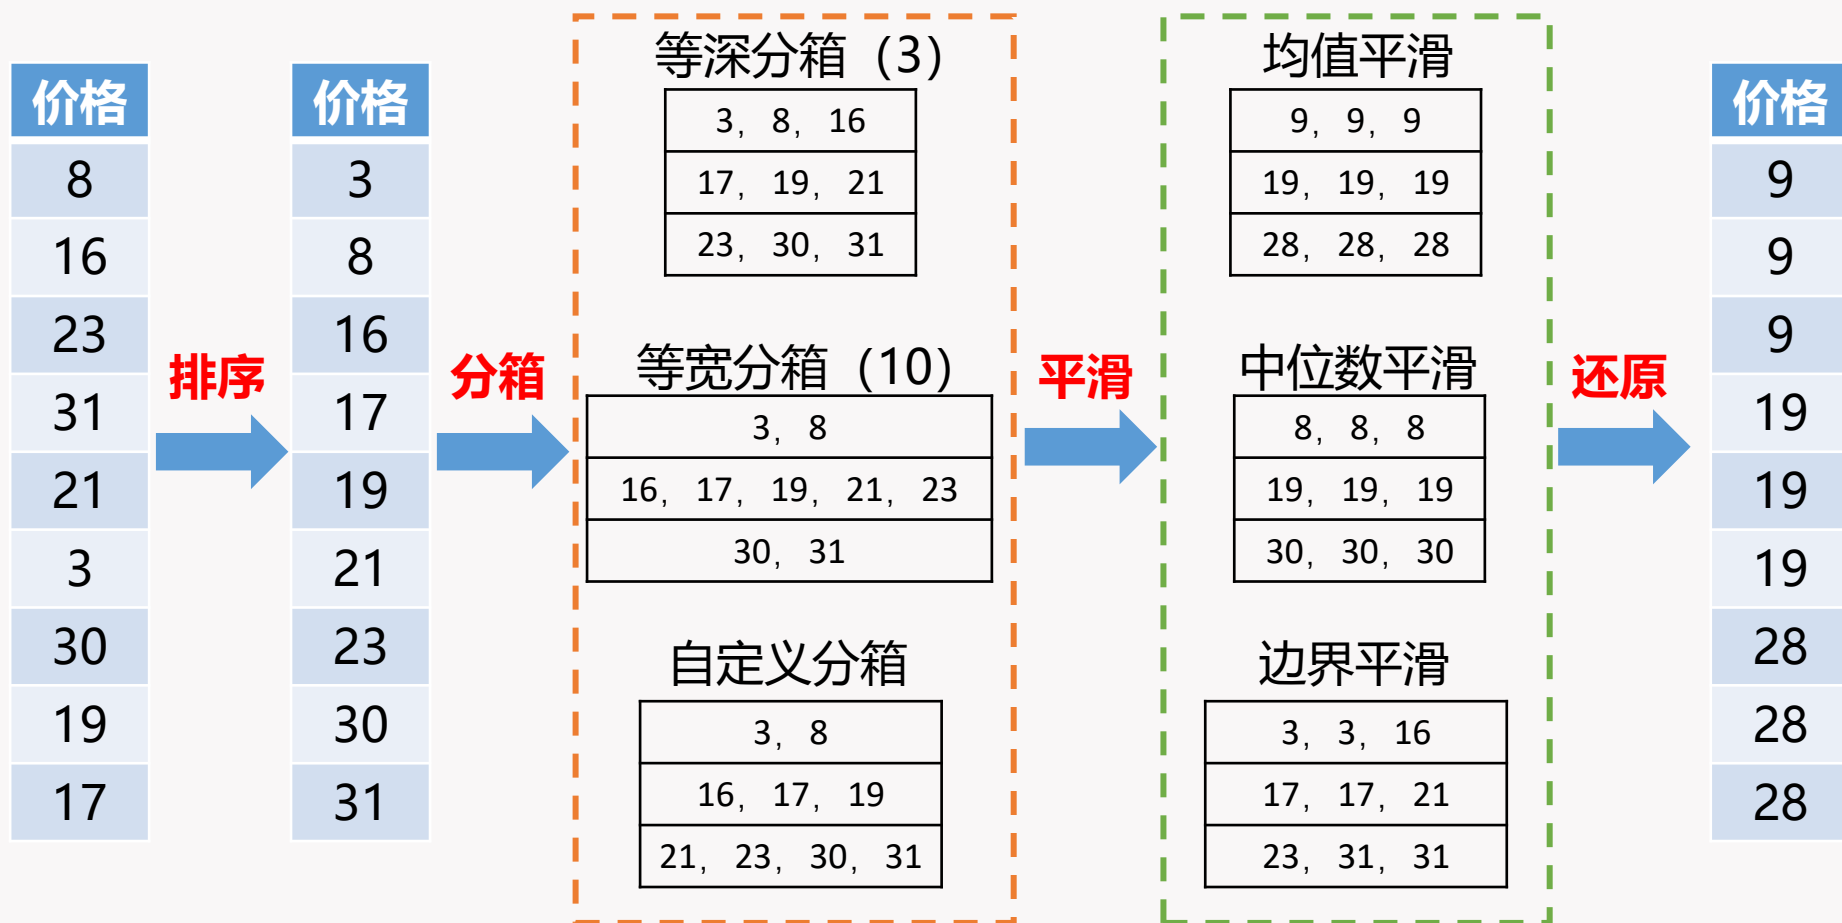 价格
8
16
23
31
21
3
30
19
17
排序
价格
3
8
16
17
19
21
23
30
31
分箱
等深分箱（3）
3, 8, 16
17, 19, 21
23, 30, 31
等宽分箱（10）
3, 8
16, 17, 19, 21, 23
30, 31
自定义分箱
3, 8
16, 17, 19
21, 23, 30, 31
平滑
均值平滑
9, 9, 9
19, 19, 19
28, 28, 28
中位数平滑
8, 8, 8
19, 19, 19
30, 30, 30
边界平滑
3, 3, 16
17, 17, 21
23, 31, 31
还原
价格
9
9
9
19
19
19
28
28
28